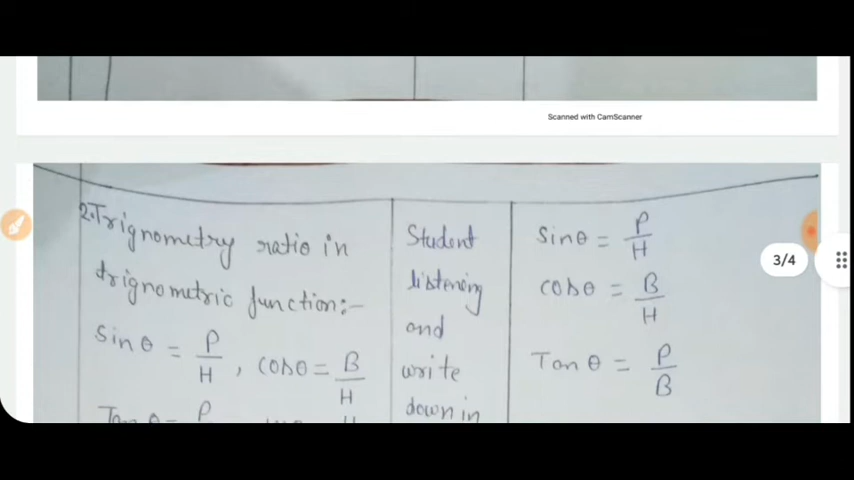 Scanned with CamScanner
2.Trignometry ratio in
trignometric function:-
Sinθ = P/H , cosθ = B/H
Tanθ = P
Student
listening
and
write
down in
Sinθ = P/H
cosθ = B/H
Tanθ = P/B
3/4